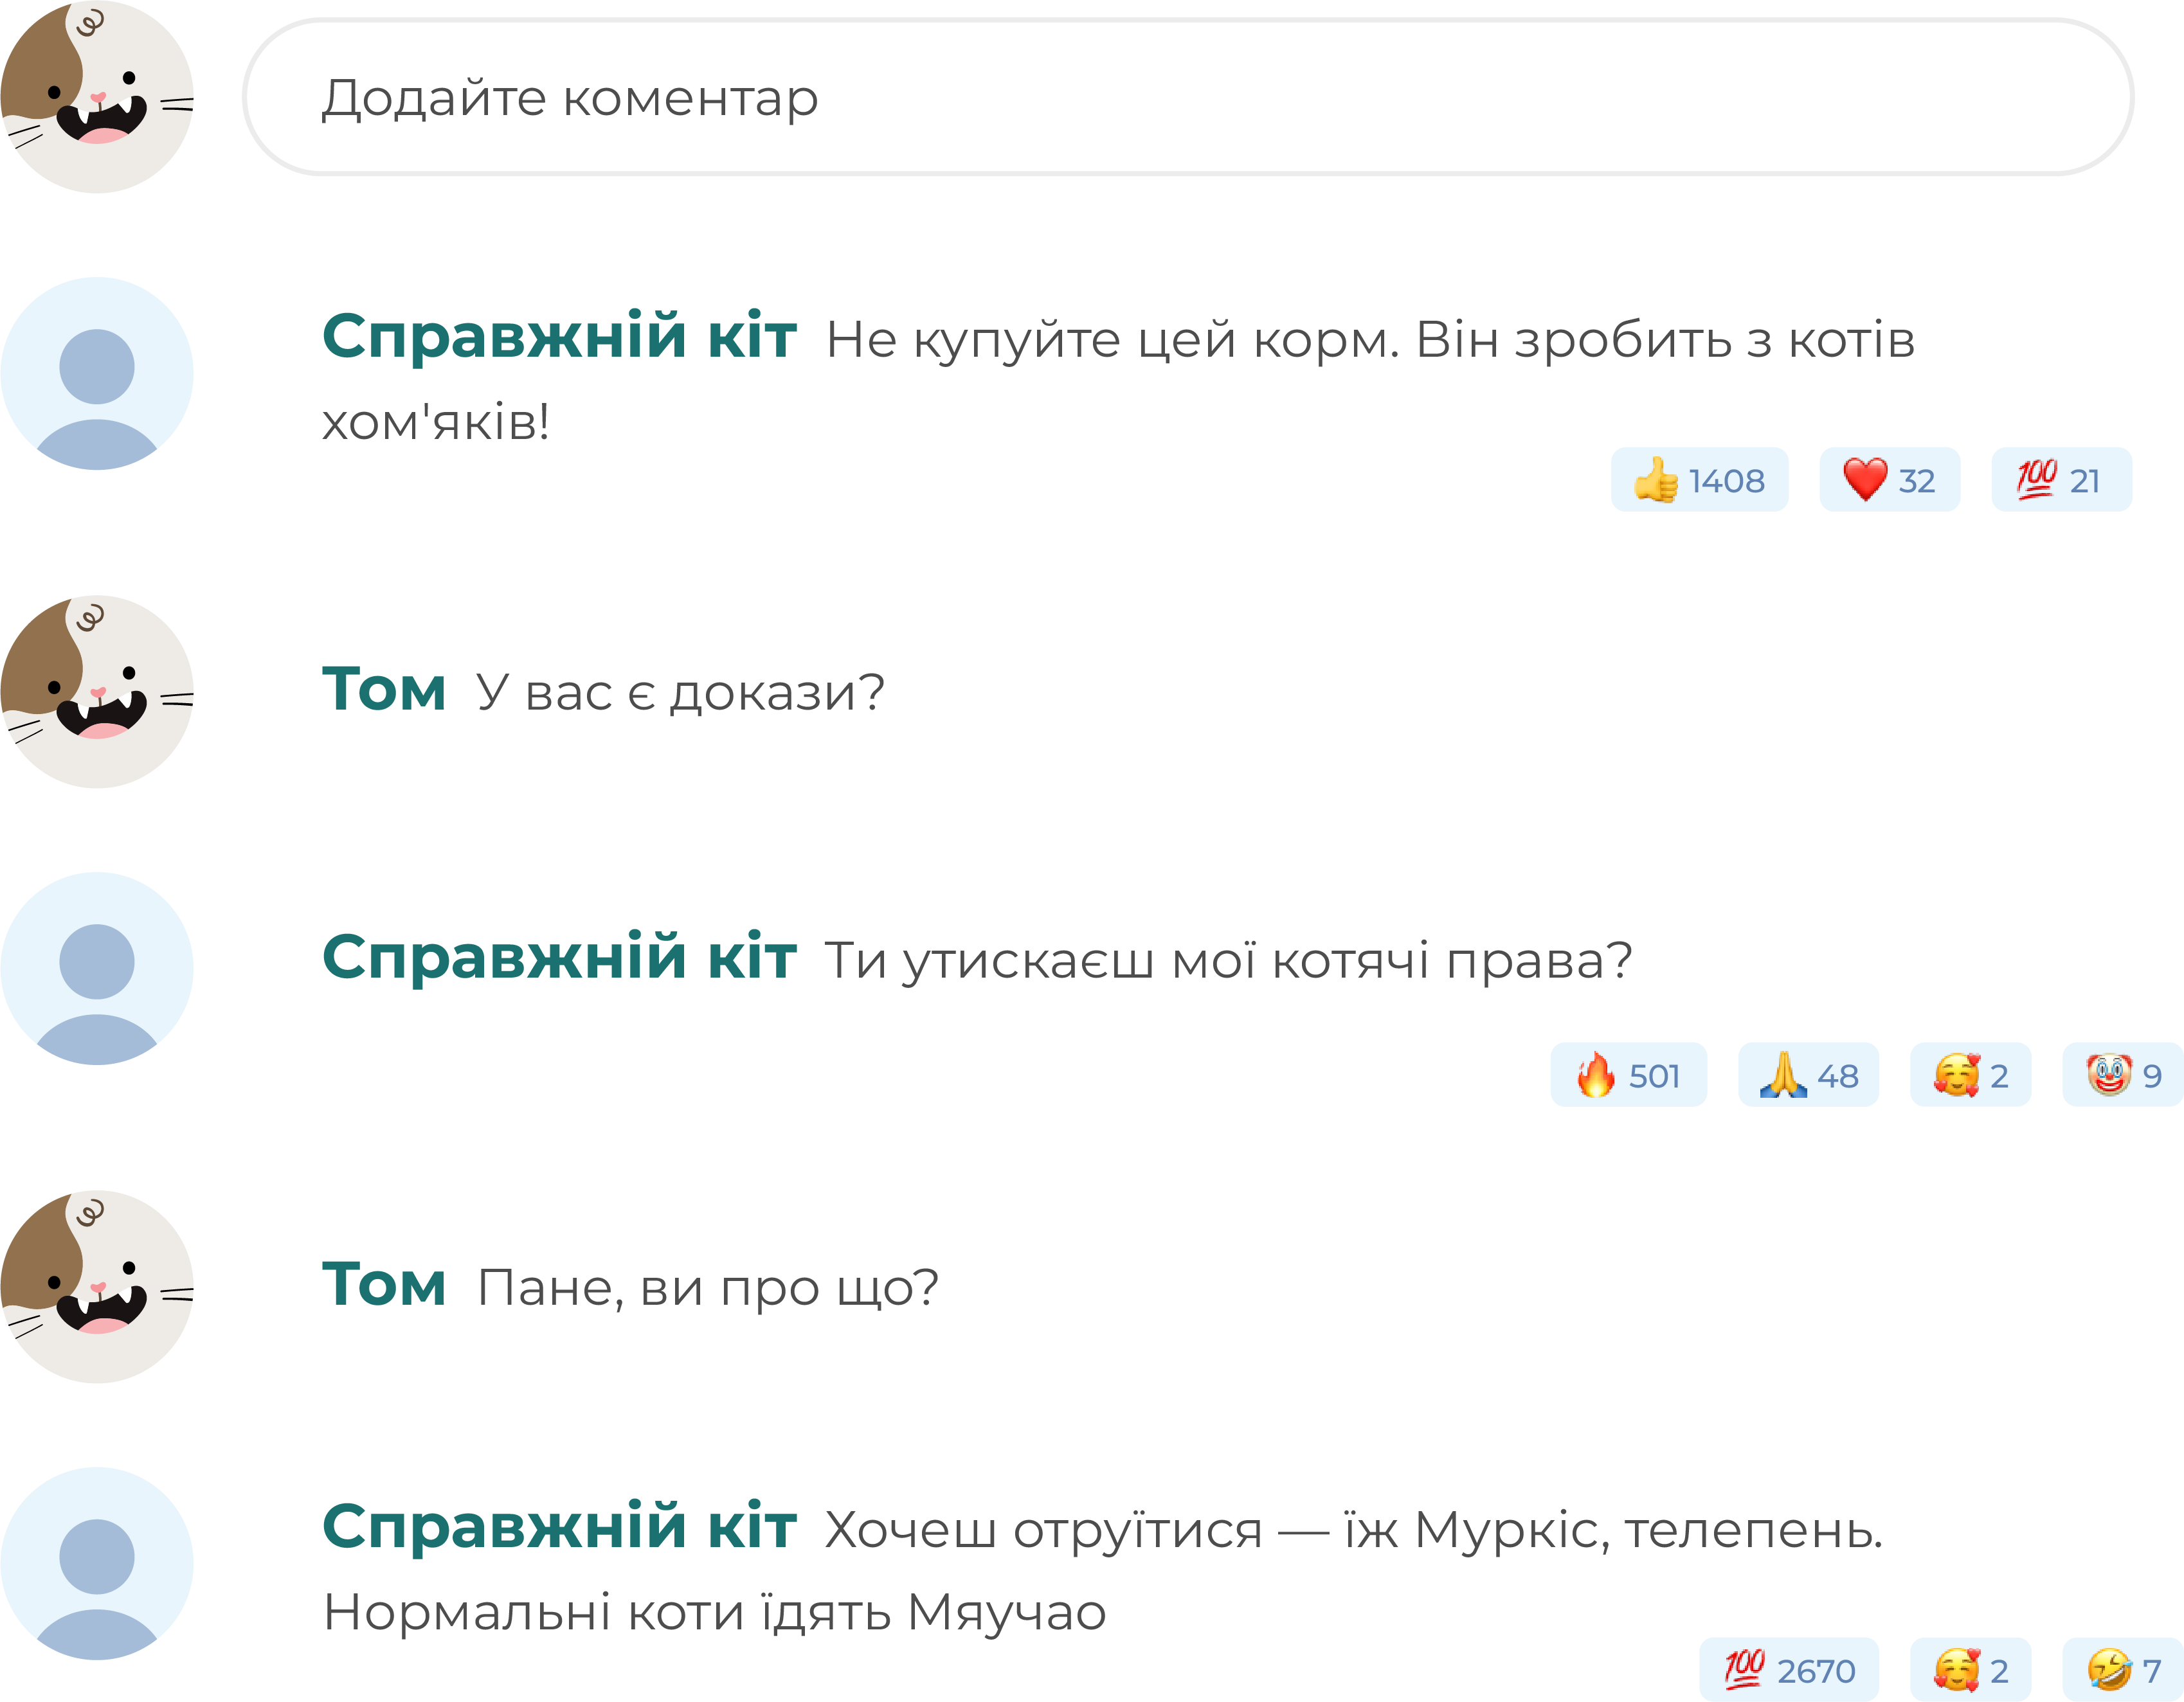 Додайте коментар
Справжній кіт Не купуйте цей корм. Він зробить з котів
хом'яків!
👍 1408 ❤️ 32 💯 21
Том У вас є докази?
Справжній кіт Ти утискаєш мої котячі права?
🔥 501 🙏 48 🥰 2 🤡 9
Том Пане, ви про що?
Справжній кіт Хочеш отруїтися — їж Муркіс, телепень.
Нормальні коти їдять Мяучао
💯 2670 🥰 2 🤣 7